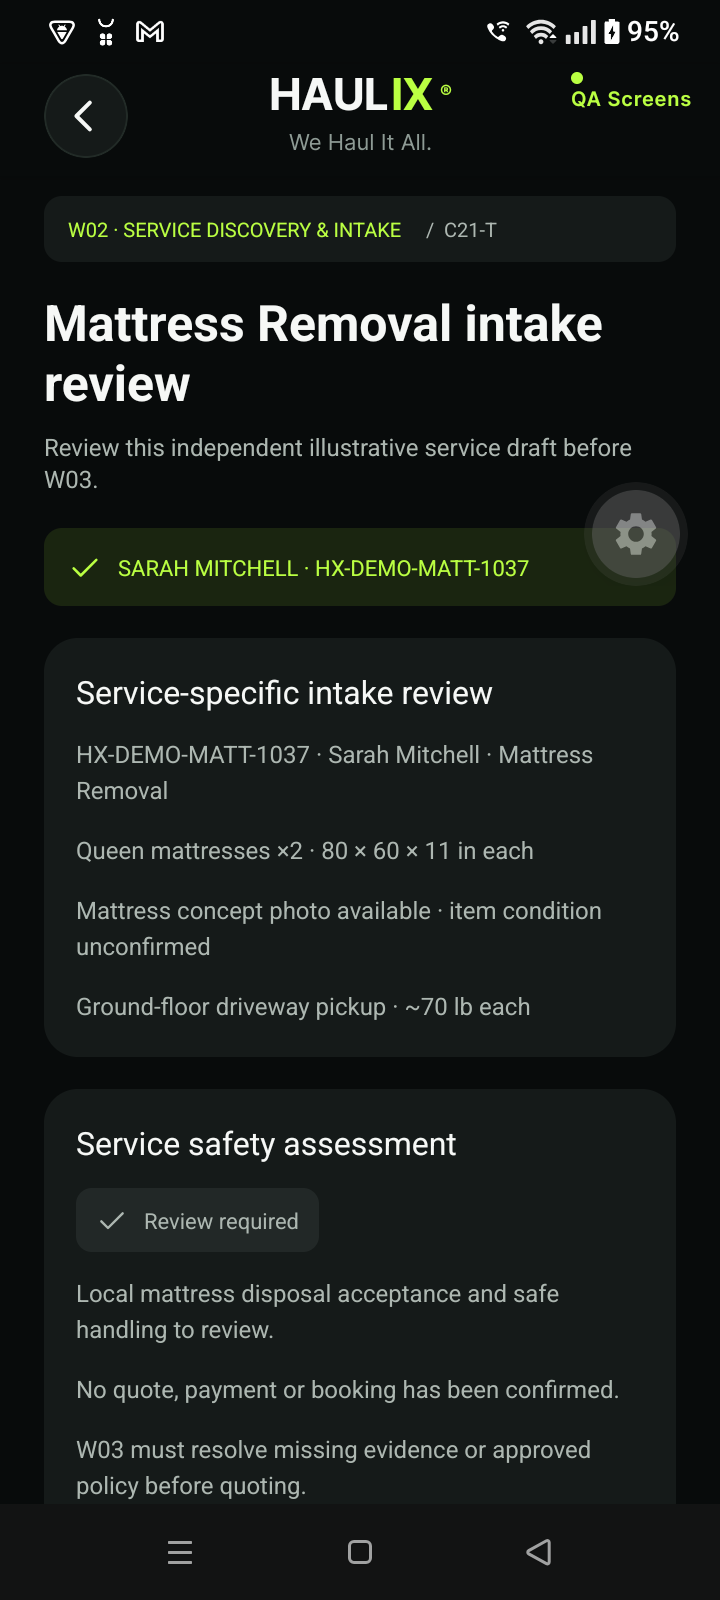 95%
HAULIX ®
We Haul It All.
QA Screens
W02 · SERVICE DISCOVERY & INTAKE / C21-T
Mattress Removal intake
review
Review this independent illustrative service draft before
W03.
SARAH MITCHELL · HX-DEMO-MATT-1037
Service-specific intake review
HX-DEMO-MATT-1037 · Sarah Mitchell · Mattress
Removal
Queen mattresses ×2 · 80 × 60 × 11 in each
Mattress concept photo available · item condition
unconfirmed
Ground-floor driveway pickup · ~70 lb each
Service safety assessment
Review required
Local mattress disposal acceptance and safe
handling to review.
No quote, payment or booking has been confirmed.
W03 must resolve missing evidence or approved
policy before quoting.